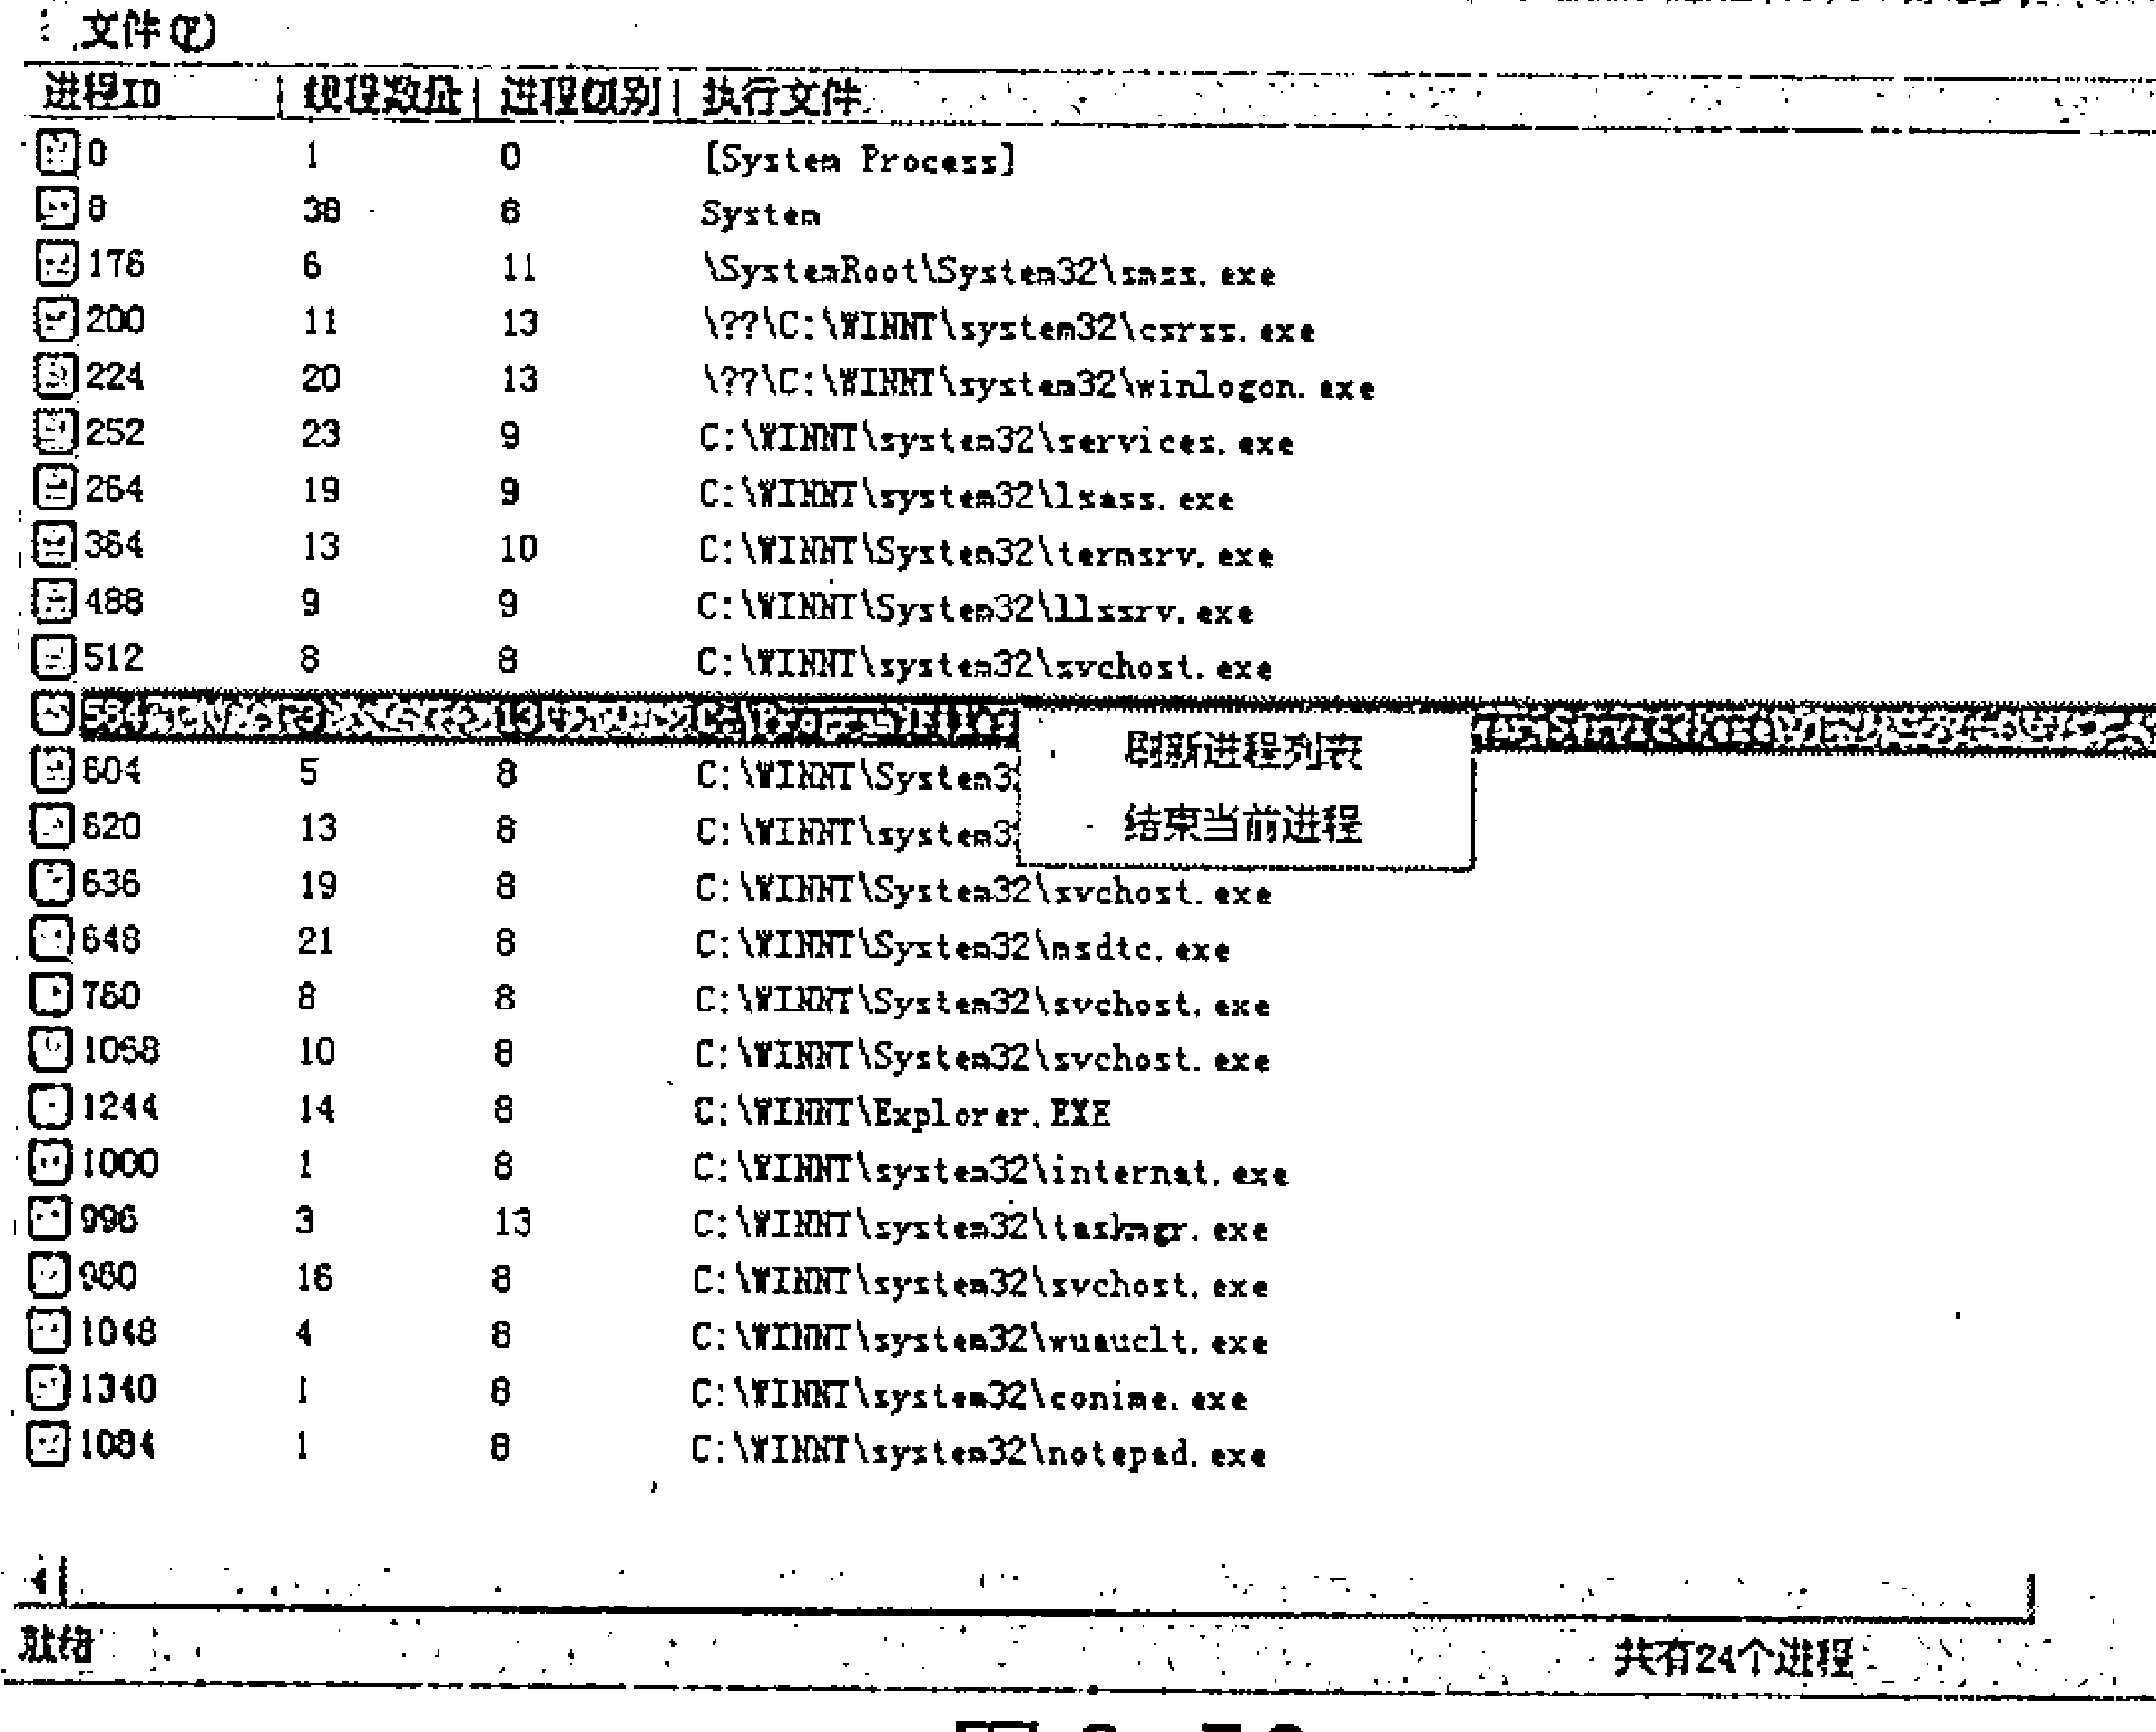 文件(F)
进程ID 线程数量 进程级别 执行文件
0 1 0 [System Process]
8 38 8 System
176 6 11 \SystemRoot\System32\smss.exe
200 11 13 \??\C:\WINNT\system32\csrss.exe
224 20 13 \??\C:\WINNT\system32\winlogon.exe
252 23 9 C:\WINNT\system32\services.exe
264 19 9 C:\WINNT\system32\lsass.exe
364 13 10 C:\WINNT\System32\termsrv.exe
488 9 9 C:\WINNT\System32\llssrv.exe
512 8 8 C:\WINNT\system32\svchost.exe
3 13 C:\Program Files
刷新进程列表
604 5 8 C:\WINNT\System3
结束当前进程
620 13 8 C:\WINNT\system3
636 19 8 C:\WINNT\System32\svchost.exe
648 21 8 C:\WINNT\System32\msdtc.exe
760 8 8 C:\WINNT\System32\svchost.exe
1068 10 8 C:\WINNT\System32\svchost.exe
1244 14 8 C:\WINNT\Explorer.EXE
1000 1 8 C:\WINNT\system32\internat.exe
996 3 13 C:\WINNT\system32\taskmgr.exe
980 16 8 C:\WINNT\system32\svchost.exe
1048 4 8 C:\WINNT\system32\wuauclt.exe
1340 1 8 C:\WINNT\system32\conime.exe
1084 1 8 C:\WINNT\system32\notepad.exe
就绪 共有24个进程